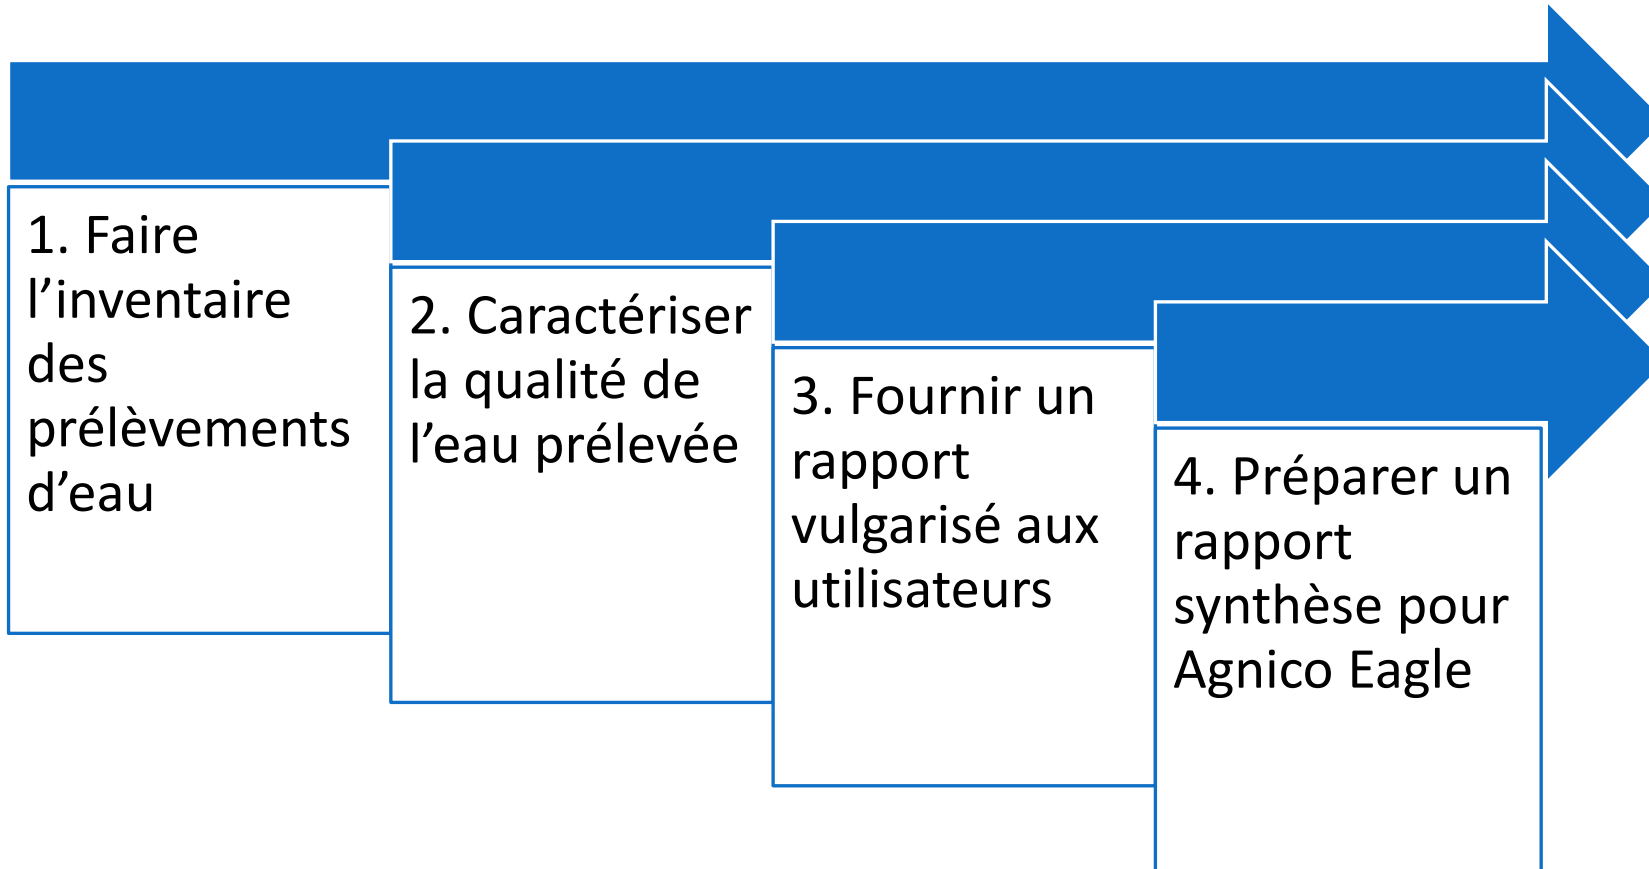 1. Faire
l’inventaire
des
prélèvements
d’eau
2. Caractériser
la qualité de
l’eau prélevée
3. Fournir un
rapport
vulgarisé aux
utilisateurs
4. Préparer un
rapport
synthèse pour
Agnico Eagle